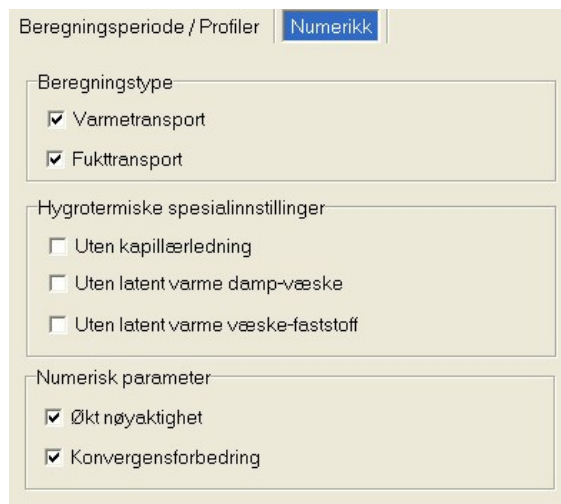 Beregningsperiode / Profiler Numerikk
Beregningstype
Varmetransport
Fukttransport
Hygrotermiske spesialinnstillinger
Uten kapillærledning
Uten latent varme damp-væske
Uten latent varme væske-faststoff
Numerisk parameter
Økt nøyaktighet
Konvergensforbedring